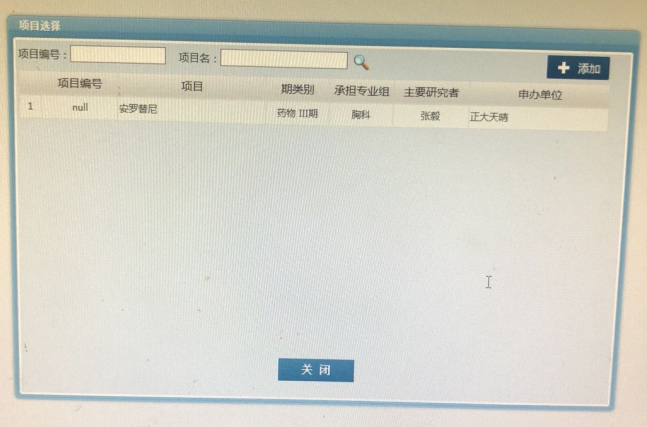 项目选择
项目编号： 项目名： 添加
项目编号 项目 期类别 承担专业组 主要研究者 申办单位
1 null 安罗替尼 药物 III期 胸科 张毅 正大天晴
关 闭